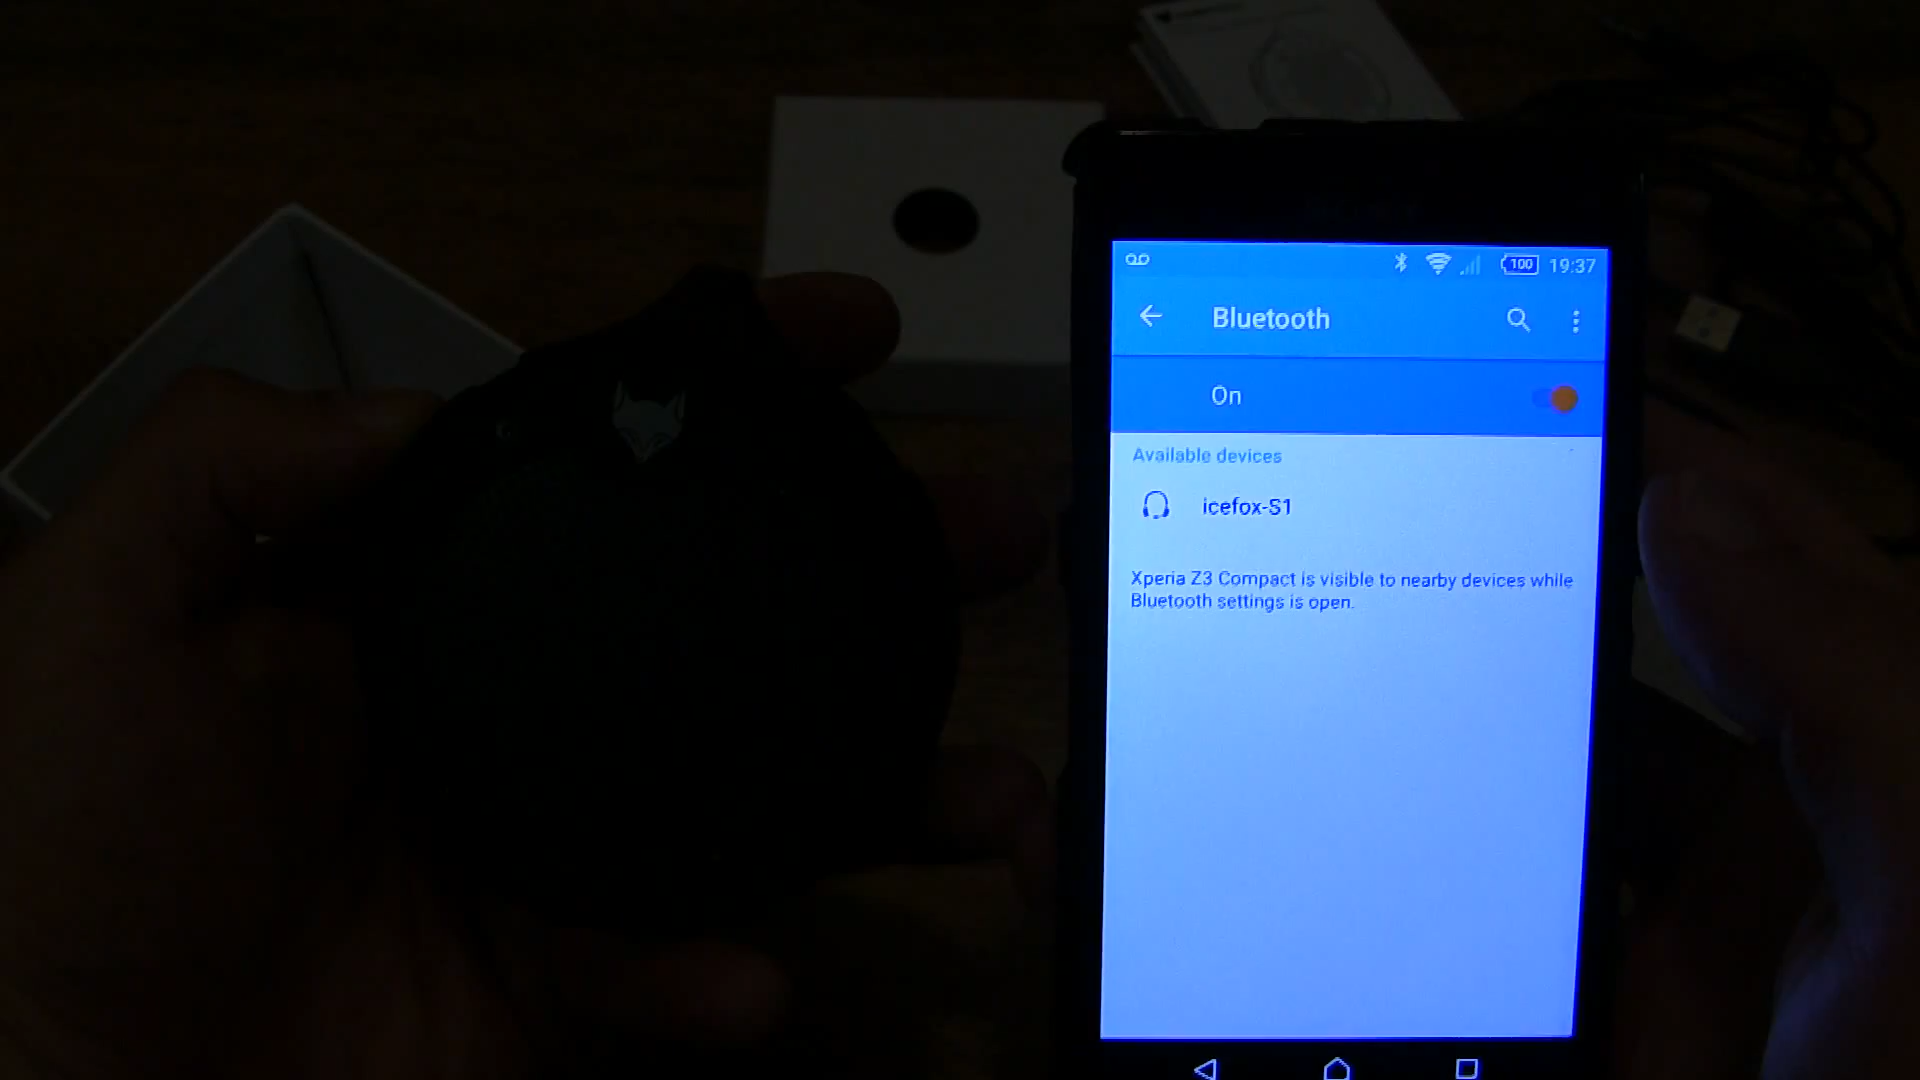 100 19:37
Bluetooth
On
Available devices
icefox-S1
Xperia Z3 Compact is visible to nearby devices while
Bluetooth settings is open.